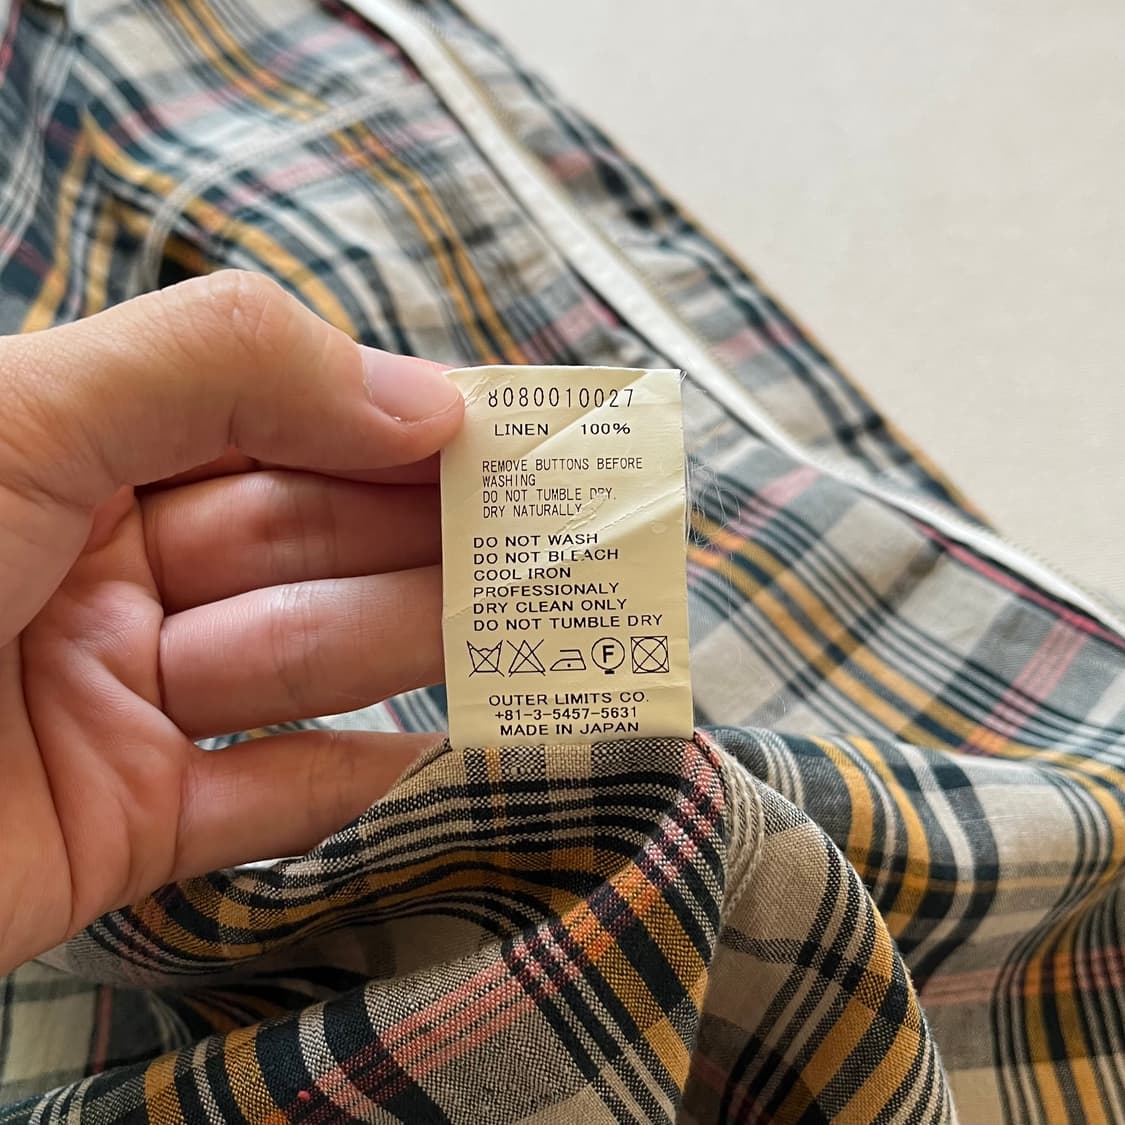 8080010027
LINEN 100%
REMOVE BUTTONS BEFORE
WASHING
DO NOT TUMBLE DRY.
DRY NATURALLY
DO NOT WASH
DO NOT BLEACH
COOL IRON
PROFESSIONALY
DRY CLEAN ONLY
DO NOT TUMBLE DRY
F
OUTER LIMITS CO.
+81-3-5457-5631
MADE IN JAPAN